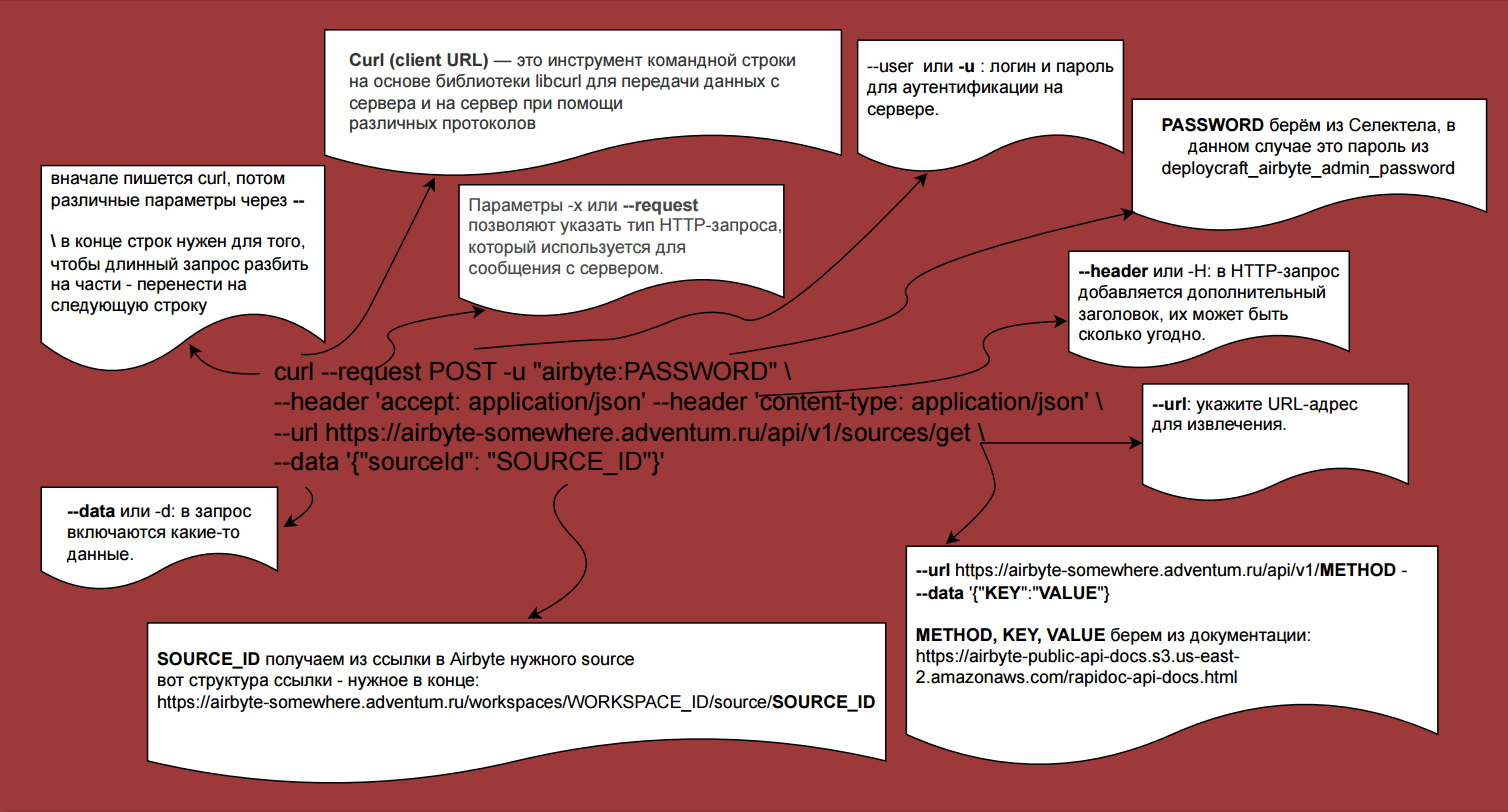 Curl (client URL) — это инструмент командной строки
на основе библиотеки libcurl для передачи данных с
сервера и на сервер при помощи
различных протоколов
--user или -u : логин и пароль
для аутентификации на
сервере.
PASSWORD берём из Селектела, в
данном случае это пароль из
deploycraft_airbyte_admin_password
вначале пишется curl, потом
различные параметры через --
\ в конце строк нужен для того,
чтобы длинный запрос разбить
на части - перенести на
следующую строку
Параметры -x или --request
позволяют указать тип HTTP-запроса,
который используется для
сообщения с сервером.
--header или -H: в HTTP-запрос
добавляется дополнительный
заголовок, их может быть
сколько угодно.
curl --request POST -u "airbyte:PASSWORD" \
--header 'accept: application/json' --header 'content-type: application/json' \
--url https://airbyte-somewhere.adventum.ru/api/v1/sources/get \
--data '{"sourceId": "SOURCE_ID"}'
--url: укажите URL-адрес
для извлечения.
--data или -d: в запрос
включаются какие-то
данные.
--url https://airbyte-somewhere.adventum.ru/api/v1/METHOD -
--data '{"KEY":"VALUE"}
METHOD, KEY, VALUE берем из документации:
https://airbyte-public-api-docs.s3.us-east-
2.amazonaws.com/rapidoc-api-docs.html
SOURCE_ID получаем из ссылки в Airbyte нужного source
вот структура ссылки - нужное в конце:
https://airbyte-somewhere.adventum.ru/workspaces/WORKSPACE_ID/source/SOURCE_ID